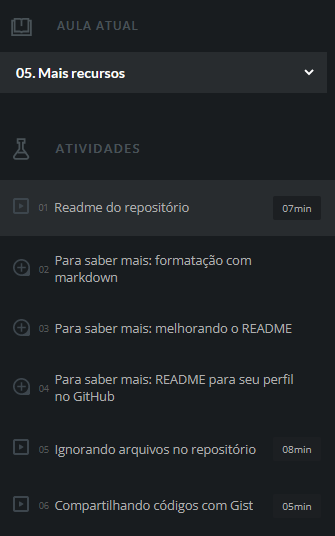 AULA ATUAL
05. Mais recursos
ATIVIDADES
01 Readme do repositório 07min
02 Para saber mais: formatação com
markdown
03 Para saber mais: melhorando o README
04 Para saber mais: README para seu perfil
no GitHub
05 Ignorando arquivos no repositório 08min
06 Compartilhando códigos com Gist 05min